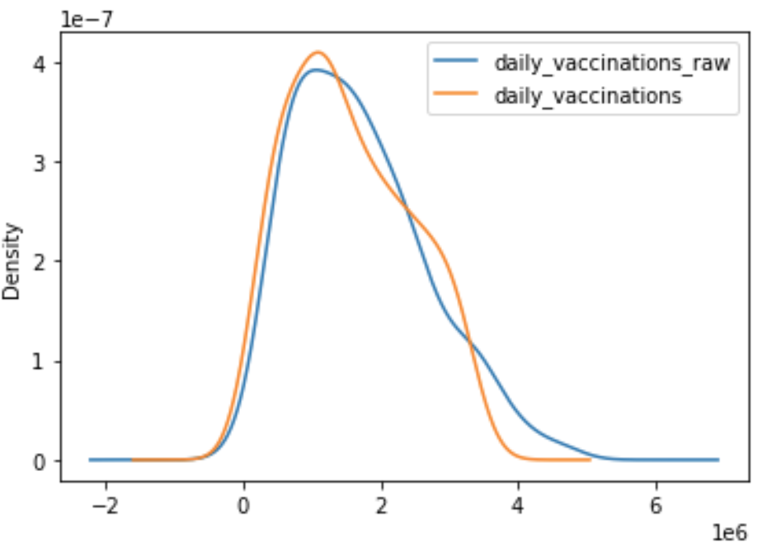 1e−7
daily_vaccinations_raw
daily_vaccinations
4
3
2
1
0
Density
−2
0
2
4
6
1e6